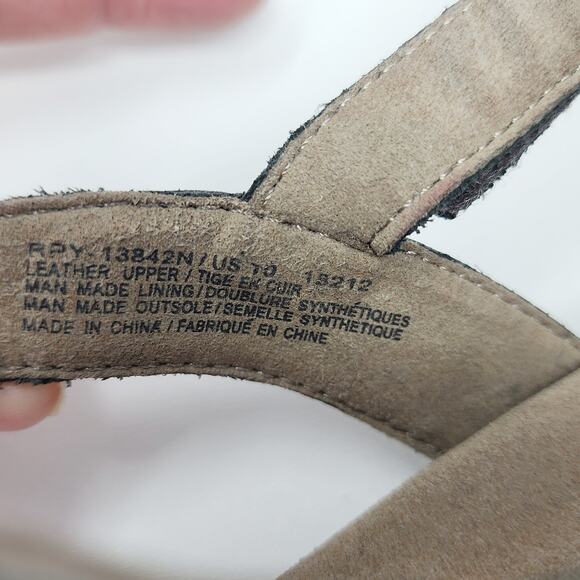 RPY-13842N / US 10 18212
LEATHER UPPER / TIGE EN CUIR
MAN MADE LINING / DOUBLURE SYNTHÉTIQUES
MAN MADE OUTSOLE / SEMELLE SYNTHÉTIQUE
MADE IN CHINA / FABRIQUÉ EN CHINE